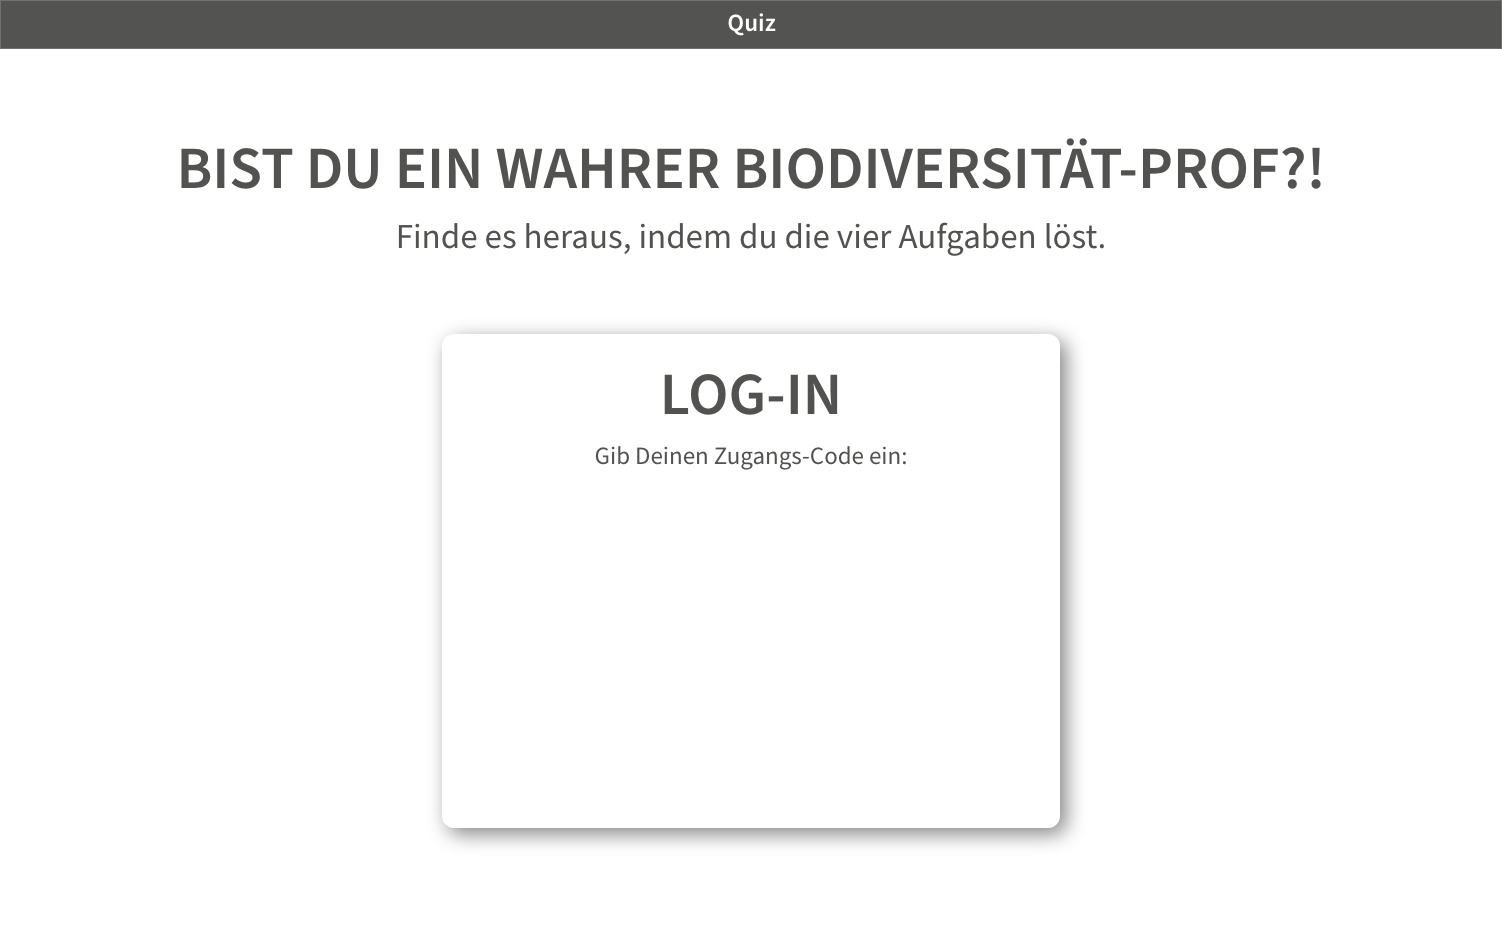 Quiz
BIST DU EIN WAHRER BIODIVERSITÄT-PROF?!
Finde es heraus, indem du die vier Aufgaben löst.
LOG-IN
Gib Deinen Zugangs-Code ein: